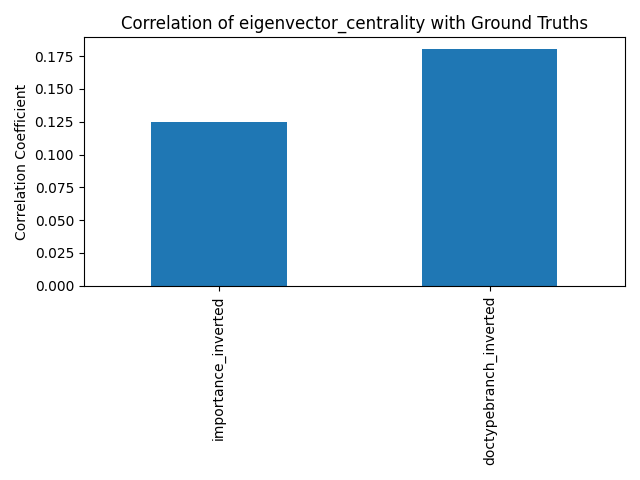 Correlation of eigenvector_centrality with Ground Truths
Correlation Coefficient
0.175
0.150
0.125
0.100
0.075
0.050
0.025
0.000
importance_inverted
doctypebranch_inverted